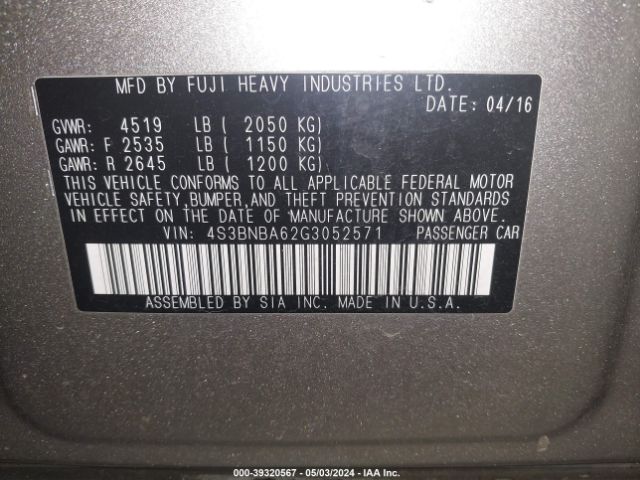 MFD BY FUJI HEAVY INDUSTRIES LTD.
DATE: 04/16
GVWR: 4519 LB ( 2050 KG)
GAWR: F 2535 LB ( 1150 KG)
GAWR: R 2645 LB ( 1200 KG)
THIS VEHICLE CONFORMS TO ALL APPLICABLE FEDERAL MOTOR
VEHICLE SAFETY, BUMPER, AND THEFT PREVENTION STANDARDS
IN EFFECT ON THE DATE OF MANUFACTURE SHOWN ABOVE.
VIN: 4S3BNBA62G3052571 PASSENGER CAR
ASSEMBLED BY SIA INC. MADE IN U.S.A.
000-39320567 - 05/03/2024 - IAA Inc.